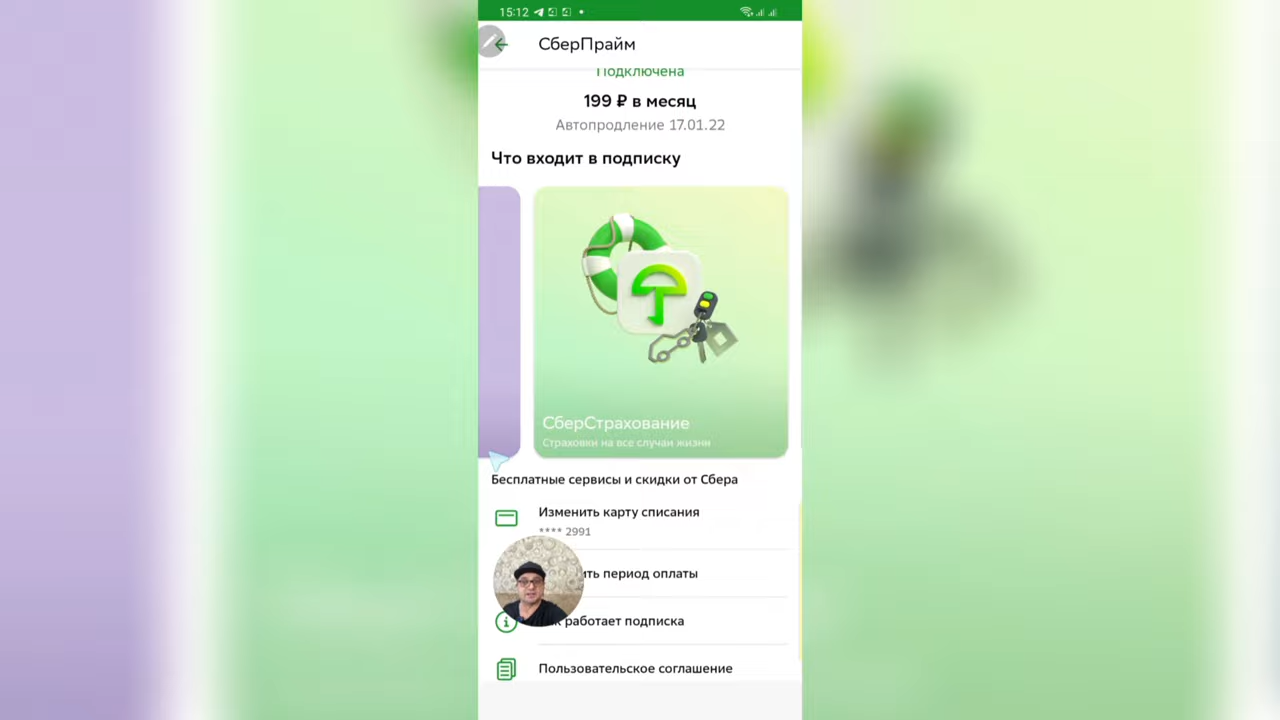 15:12
СберПрайм
Подключена
199 ₽ в месяц
Автопродление 17.01.22
Что входит в подписку
СберСтрахование
Страховки на все случаи жизни
Бесплатные сервисы и скидки от Сбера
Изменить карту списания
**** 2991
ить период оплаты
к работает подписка
Пользовательское соглашение